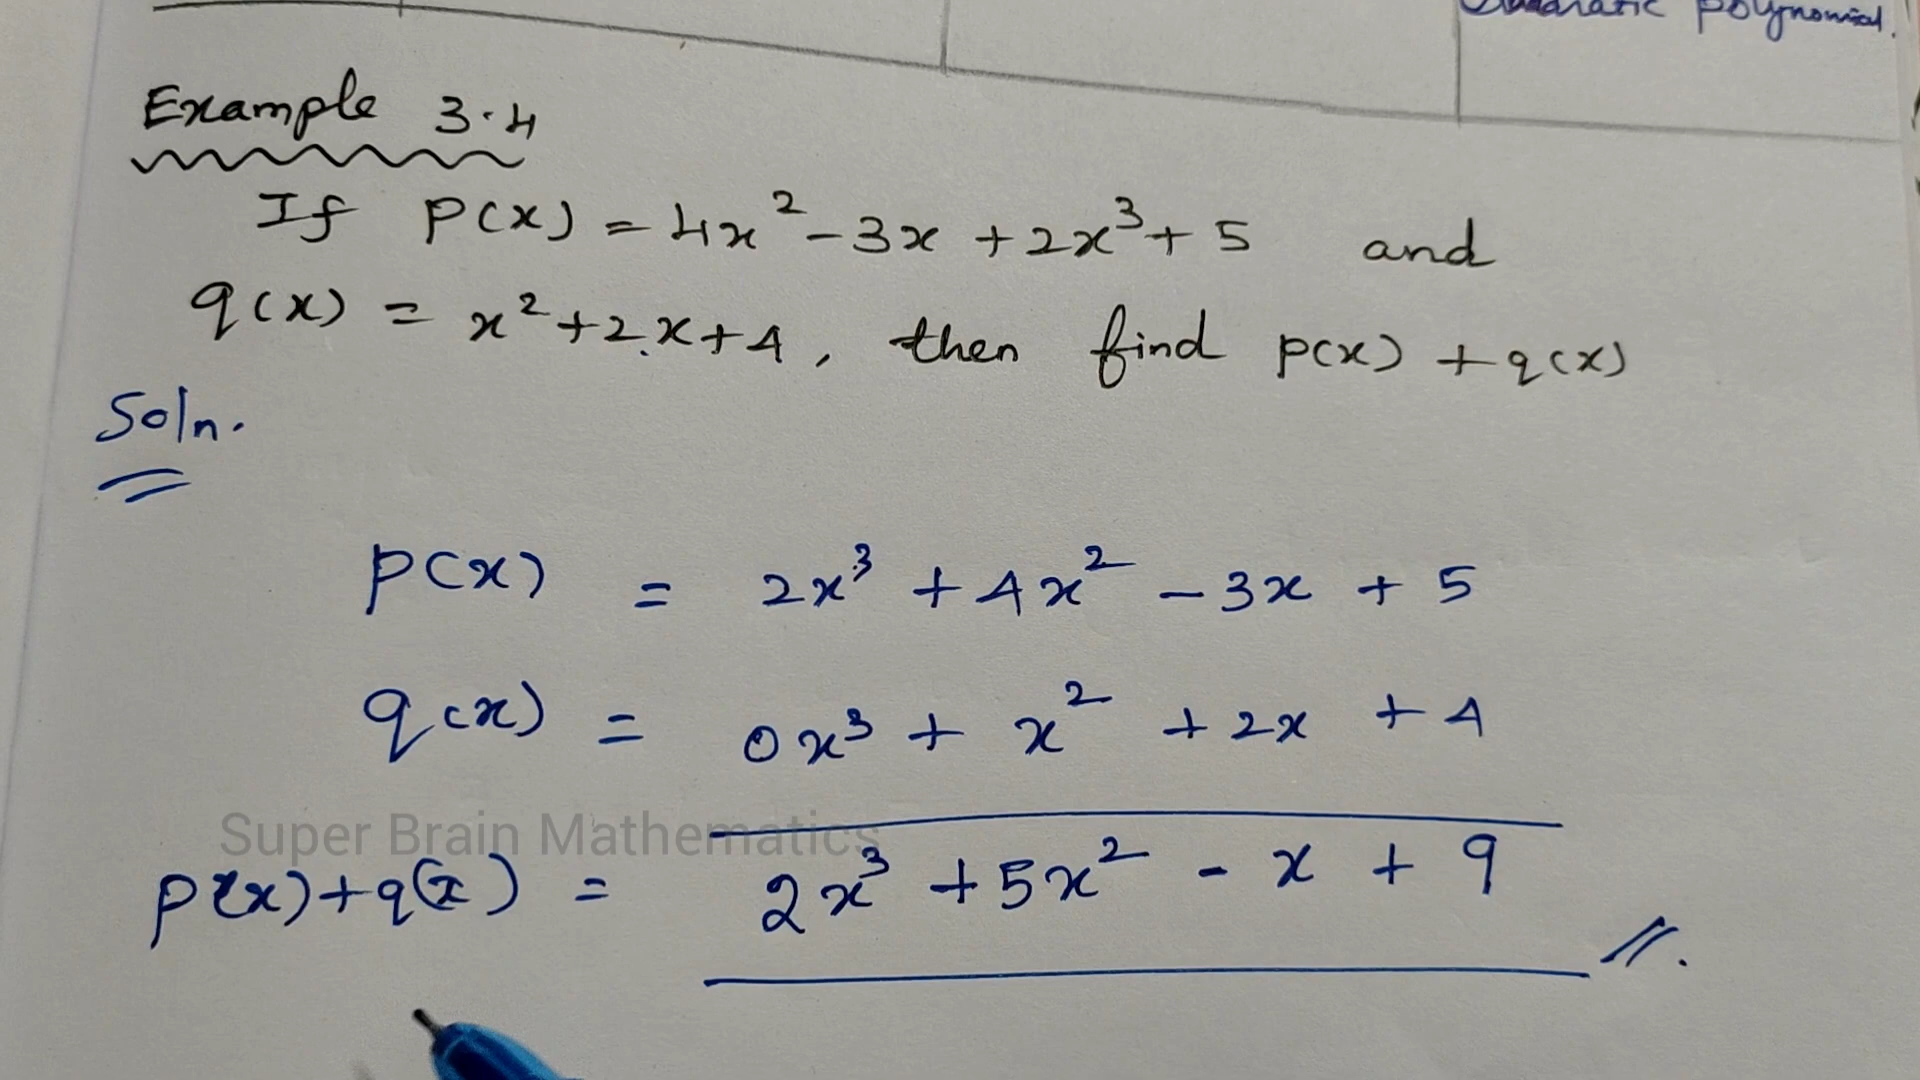 Quadratic polynomial.
Example 3.4
If P(x) = 4x² - 3x + 2x³ + 5 and
q(x) = x² + 2x + 4, then find p(x) + q(x)
Soln.
P(x) = 2x³ + 4x² - 3x + 5
q(x) = 0x³ + x² + 2x + 4
Super Brain Mathematics
p(x) + q(x) = 2x³ + 5x² - x + 9 //.